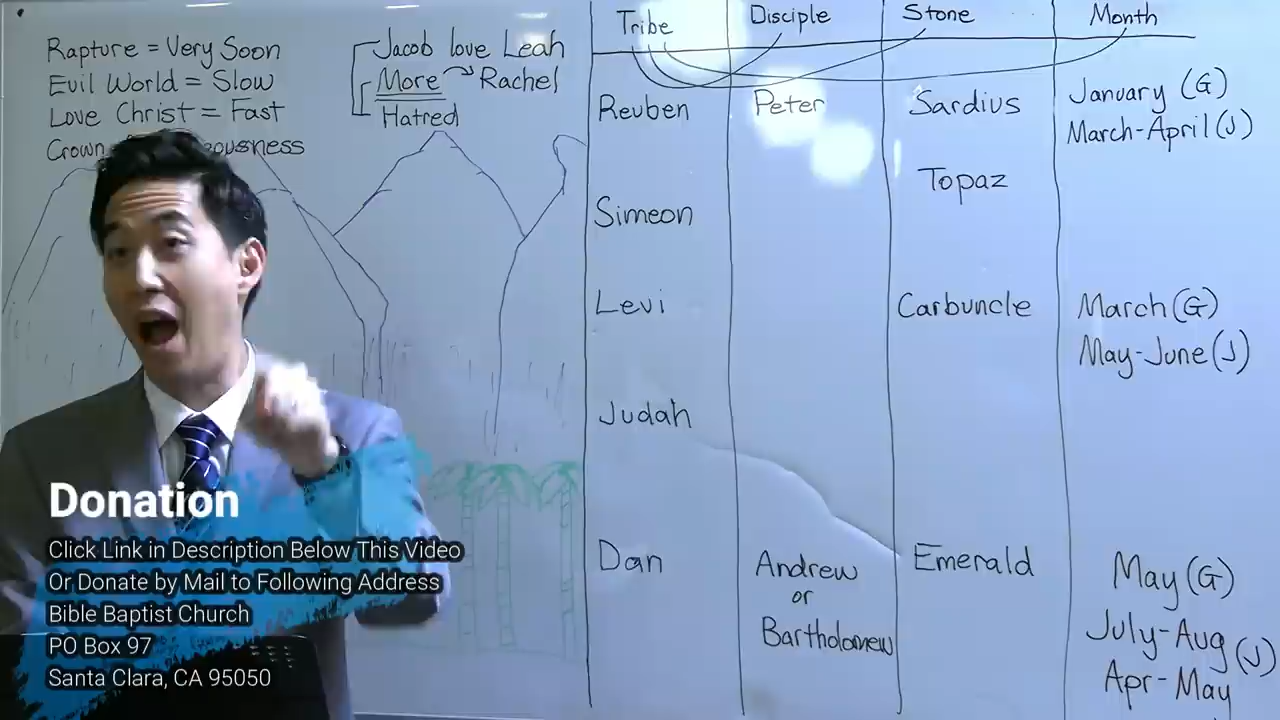 Rapture = Very Soon
Evil World = Slow
Love Christ = Fast
Crown
ousness
Jacob love Leah
More Rachel
Hatred
Tribe Disciple Stone Month
Reuben Peter Sardius January (G)
March-April (J)
Topaz
Simeon
Levi Carbuncle March (G)
May-June (J)
Judah
Dan Andrew Emerald May (G)
or
Bartholomew July-Aug (J)
Apr-May
Donation
Click Link in Description Below This Video
Or Donate by Mail to Following Address
Bible Baptist Church
PO Box 97
Santa Clara, CA 95050